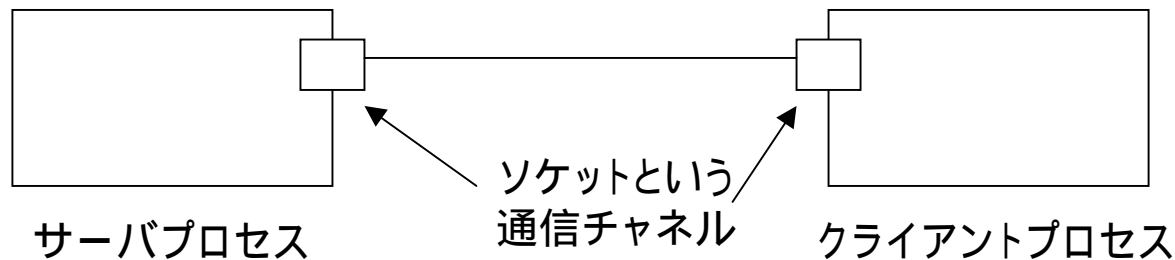 ソケットという
通信チャネル
サーバプロセス
クライアントプロセス